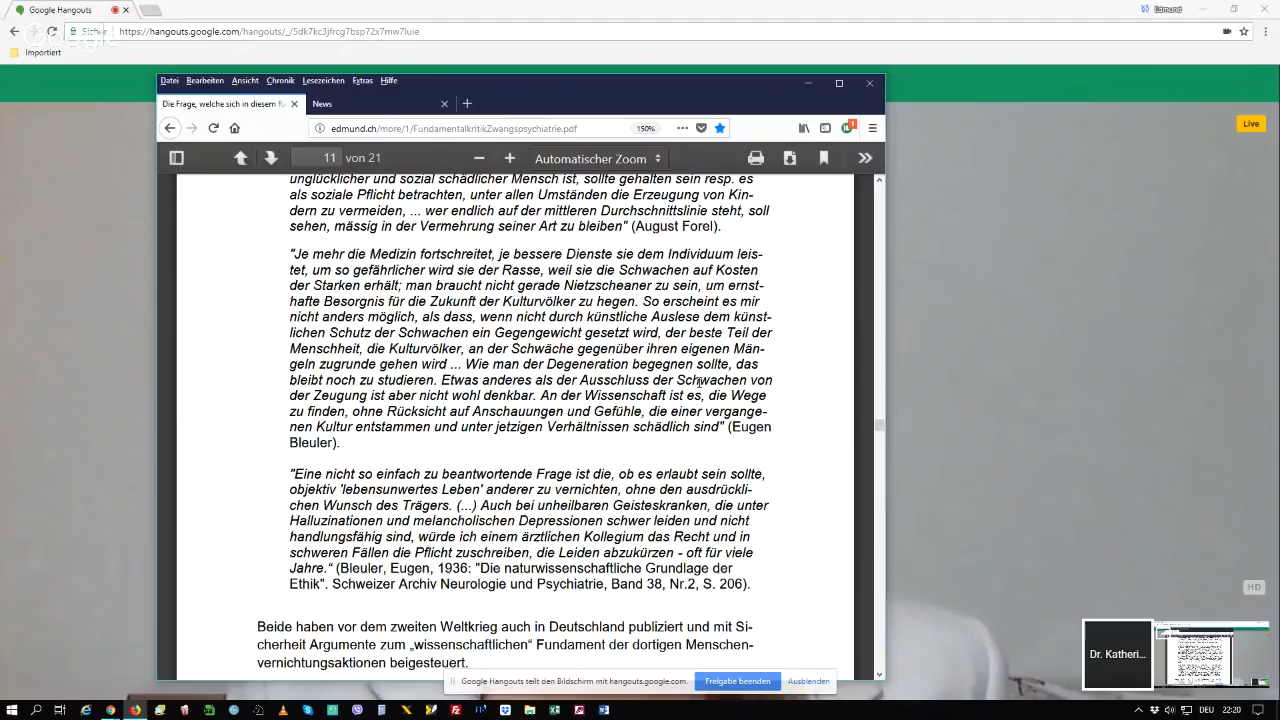 Google Hangouts
Edmund
Sicher
https://hangouts.google.com/hangouts/_/5dk7kc3jfrcg7bsp72x7mw7luie
Importiert
Datei Bearbeiten Ansicht Chronik Lesezeichen Extras Hilfe
Die Frage, welche sich in diesem Ra
News
edmund.ch/more/1/FundamentalkritikZwangspsychiatrie.pdf
150%
1
Live
11 von 21
Automatischer Zoom
unglücklicher und sozial schädlicher Mensch ist, sollte gehalten sein resp. es
als soziale Pflicht betrachten, unter allen Umständen die Erzeugung von Kin-
dern zu vermeiden, ... wer endlich auf der mittleren Durchschnittslinie steht, soll
sehen, mässig in der Vermehrung seiner Art zu bleiben" (August Forel).
"Je mehr die Medizin fortschreitet, je bessere Dienste sie dem Individuum leis-
tet, um so gefährlicher wird sie der Rasse, weil sie die Schwachen auf Kosten
der Starken erhält; man braucht nicht gerade Nietzscheaner zu sein, um ernst-
hafte Besorgnis für die Zukunft der Kulturvölker zu hegen. So erscheint es mir
nicht anders möglich, als dass, wenn nicht durch künstliche Auslese dem künst-
lichen Schutz der Schwachen ein Gegengewicht gesetzt wird, der beste Teil der
Menschheit, die Kulturvölker, an der Schwäche gegenüber ihren eigenen Män-
geln zugrunde gehen wird ... Wie man der Degeneration begegnen sollte, das
bleibt noch zu studieren. Etwas anderes als der Ausschluss der Schwachen von
der Zeugung ist aber nicht wohl denkbar. An der Wissenschaft ist es, die Wege
zu finden, ohne Rücksicht auf Anschauungen und Gefühle, die einer vergange-
nen Kultur entstammen und unter jetzigen Verhältnissen schädlich sind" (Eugen
Bleuler).
"Eine nicht so einfach zu beantwortende Frage ist die, ob es erlaubt sein sollte,
objektiv 'lebensunwertes Leben' anderer zu vernichten, ohne den ausdrückli-
chen Wunsch des Trägers. (...) Auch bei unheilbaren Geisteskranken, die unter
Halluzinationen und melancholischen Depressionen schwer leiden und nicht
handlungsfähig sind, würde ich einem ärztlichen Kollegium das Recht und in
schweren Fällen die Pflicht zuschreiben, die Leiden abzukürzen - oft für viele
Jahre.“ (Bleuler, Eugen, 1936: "Die naturwissenschaftliche Grundlage der
Ethik". Schweizer Archiv Neurologie und Psychiatrie, Band 38, Nr.2, S. 206).
Beide haben vor dem zweiten Weltkrieg auch in Deutschland publiziert und mit Si-
cherheit Argumente zum „wissenschaftlichen“ Fundament der dortigen Menschen-
vernichtungsaktionen beigesteuert.
HD
Dr. Katheri...
Google Hangouts teilt den Bildschirm mit hangouts.google.com.
Freigabe beenden
Ausblenden
DEU 22:20